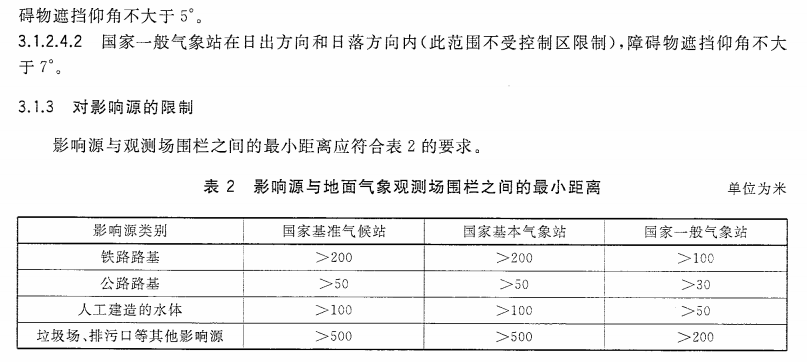 碍物遮挡仰角不大于5°。
3.1.2.4.2 国家一般气象站在日出方向和日落方向内(此范围不受控制区限制),障碍物遮挡仰角不大
于7°。
3.1.3 对影响源的限制
影响源与观测场围栏之间的最小距离应符合表2的要求。
表2 影响源与地面气象观测场围栏之间的最小距离 单位为米
影响源类别 国家基准气候站 国家基本气象站 国家一般气象站
铁路路基 >200 >200 >100
公路路基 >50 >50 >30
人工建造的水体 >100 >100 >50
垃圾场、排污口等其他影响源 >500 >500 >200